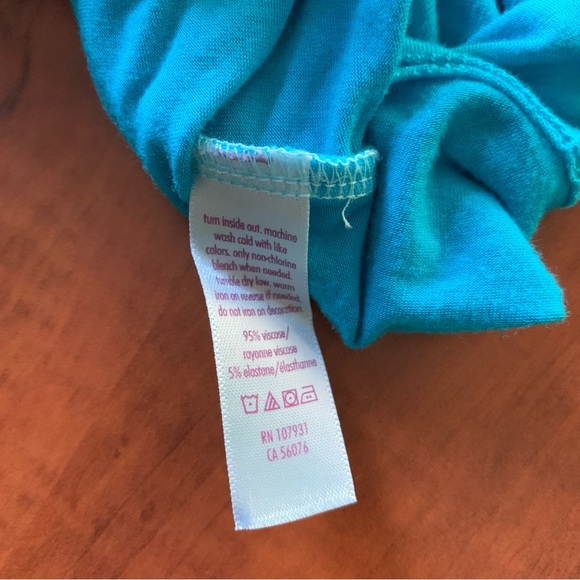 turn inside out. machine
wash cold with like
colors. only non-chlorine
bleach when needed.
tumble dry low. warm
iron on reverse if needed.
do not iron on decoration.
95% viscose/
rayonne viscose
5% elastane/élasthanne
RN 107931
CA 56076